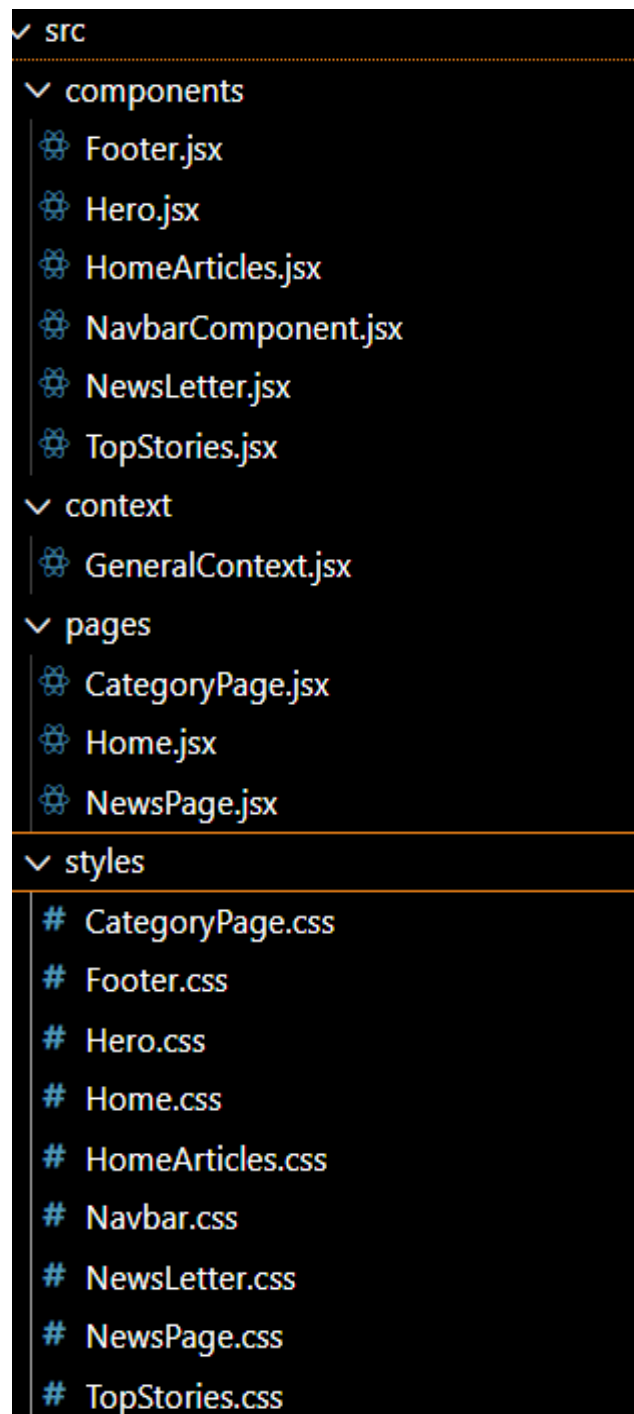 src
components
Footer.jsx
Hero.jsx
HomeArticles.jsx
NavbarComponent.jsx
NewsLetter.jsx
TopStories.jsx
context
GeneralContext.jsx
pages
CategoryPage.jsx
Home.jsx
NewsPage.jsx
styles
# CategoryPage.css
# Footer.css
# Hero.css
# Home.css
# HomeArticles.css
# Navbar.css
# NewsLetter.css
# NewsPage.css
# TopStories.css